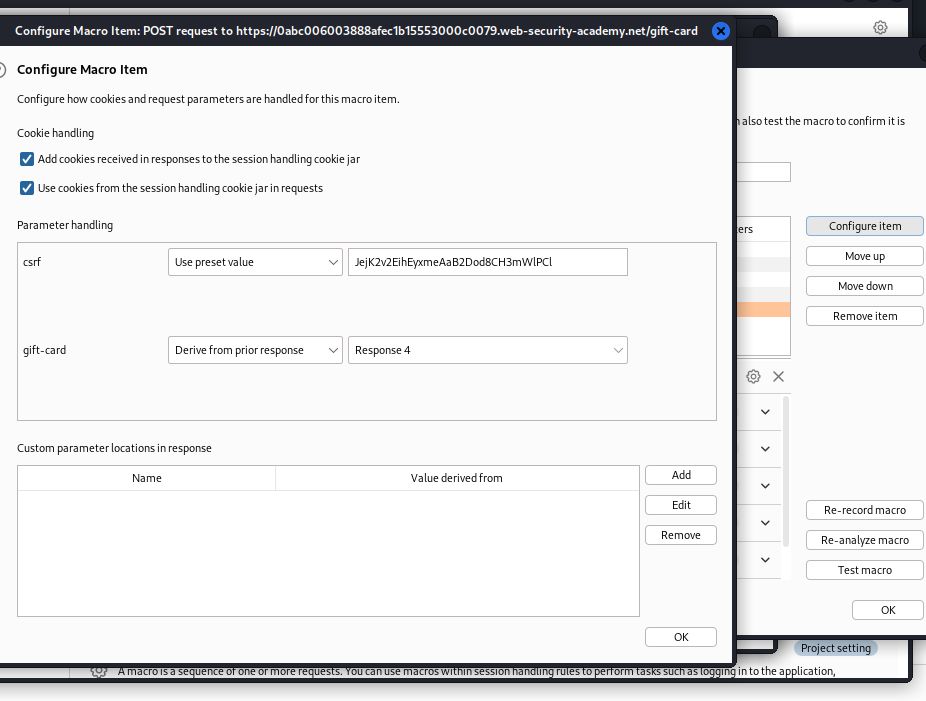 Configure Macro Item: POST request to https://0abc006003888afec1b15553000c0079.web-security-academy.net/gift-card
Configure Macro Item
Configure how cookies and request parameters are handled for this macro item.
also test the macro to confirm it is
Cookie handling
Add cookies received in responses to the session handling cookie jar
Use cookies from the session handling cookie jar in requests
Parameter handling
ers
Configure item
csrf
Use preset value
JejK2v2EihEyxmeAaB2Dod8CH3mWlPCl
Move up
Move down
Remove item
gift-card
Derive from prior response
Response 4
Custom parameter locations in response
Name
Value derived from
Add
Edit
Remove
Re-record macro
Re-analyze macro
Test macro
OK
OK
Project setting
A macro is a sequence of one or more requests. You can use macros within session handling rules to perform tasks such as logging in to the application,